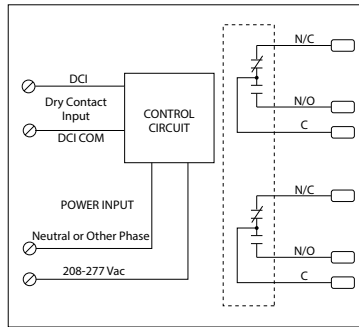 DCI
Dry Contact
Input
DCI COM
CONTROL
CIRCUIT
POWER INPUT
Neutral or Other Phase
208-277 Vac
N/C
N/O
C
N/C
N/O
C